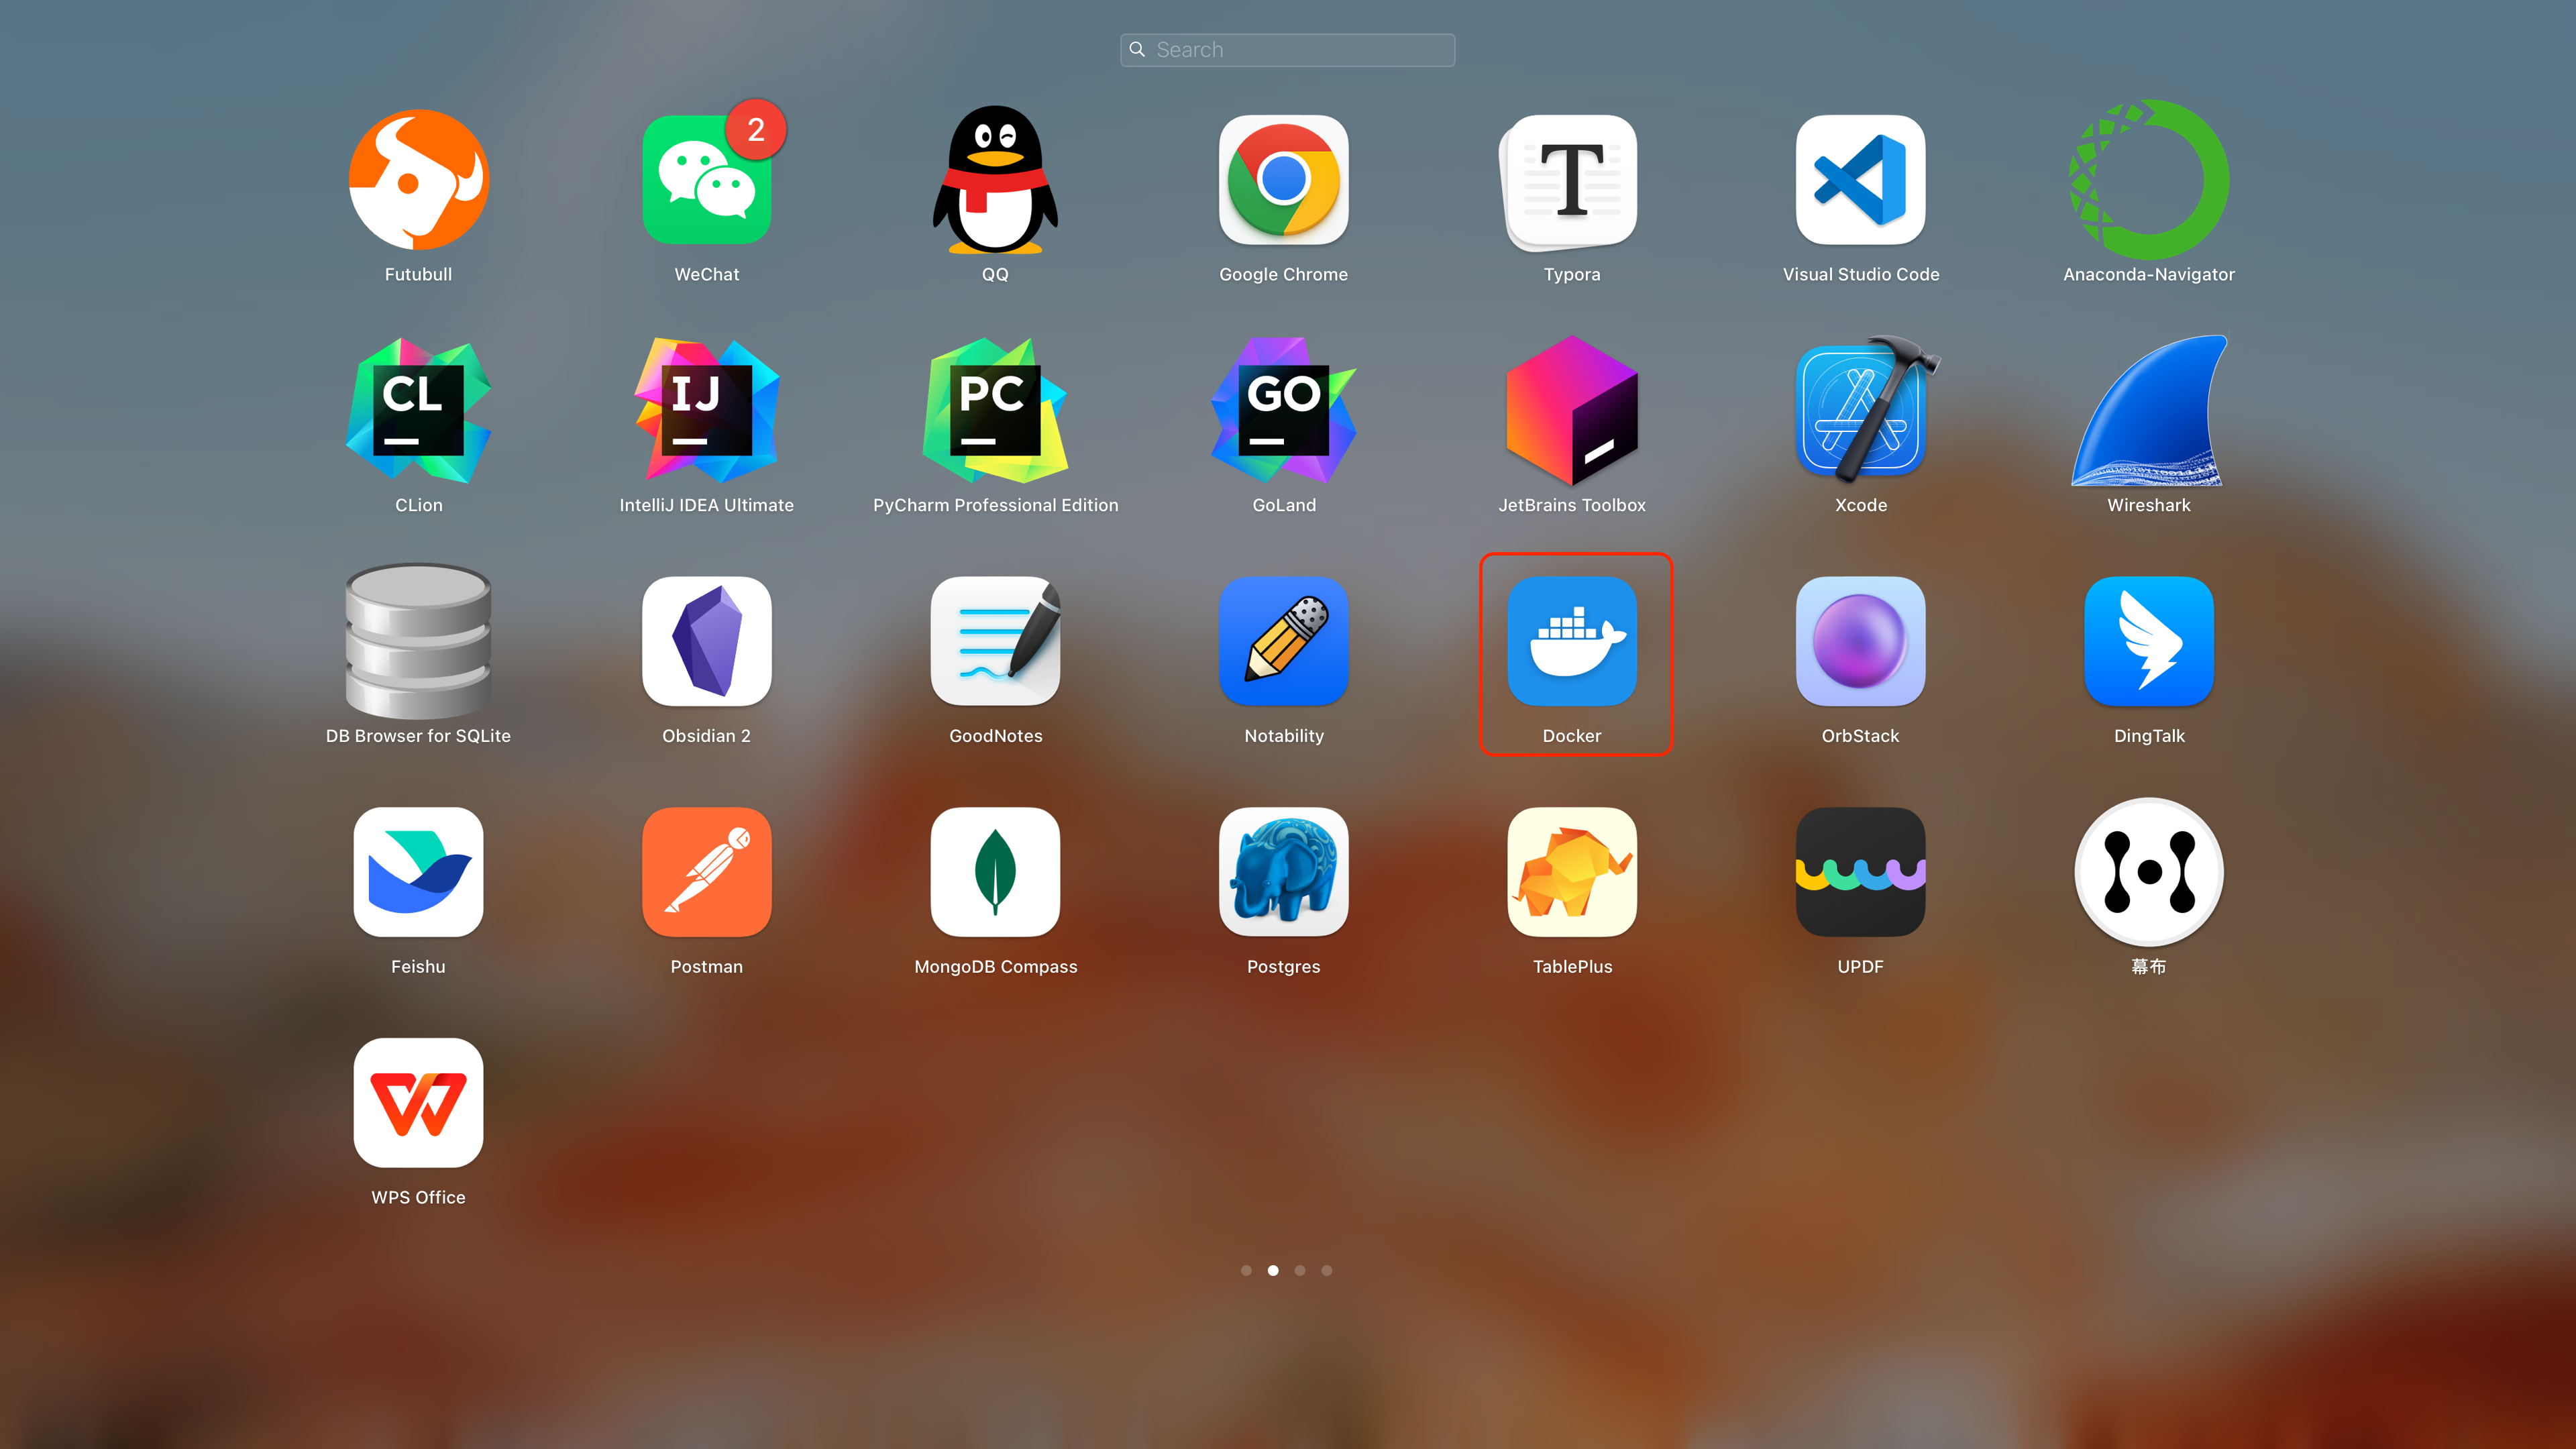 Search
2
Futubull
WeChat
QQ
Google Chrome
T
Typora
Visual Studio Code
Anaconda-Navigator
CL
IJ
PC
GO
CLion
IntelliJ IDEA Ultimate
PyCharm Professional Edition
GoLand
JetBrains Toolbox
Xcode
Wireshark
DB Browser for SQLite
Obsidian 2
GoodNotes
Notability
Docker
OrbStack
DingTalk
Feishu
Postman
MongoDB Compass
Postgres
TablePlus
UPDF
幕布
WPS Office